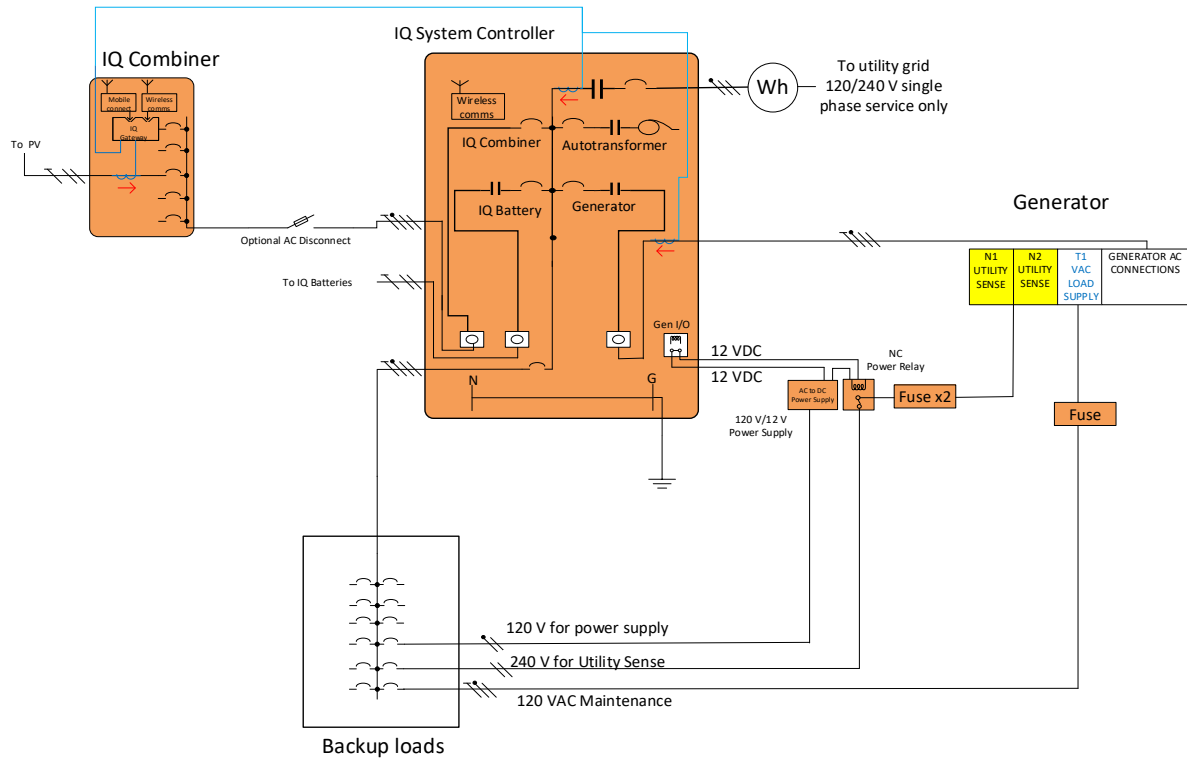 IQ System Controller
IQ Combiner
Mobile
connect
Wireless
comms
IQ
Gateway
To PV
Wireless
comms
IQ Combiner
Autotransformer
IQ Battery
Generator
Wh
To utility grid
120/240 V single
phase service only
Optional AC Disconnect
To IQ Batteries
Generator
N1
UTILITY
SENSE
N2
UTILITY
SENSE
T1
VAC
LOAD
SUPPLY
GENERATOR AC
CONNECTIONS
Gen I/O
N
G
12 VDC
12 VDC
NC
Power Relay
AC to DC
Power Supply
120 V/12 V
Power Supply
Fuse x2
Fuse
120 V for power supply
240 V for Utility Sense
120 VAC Maintenance
Backup loads